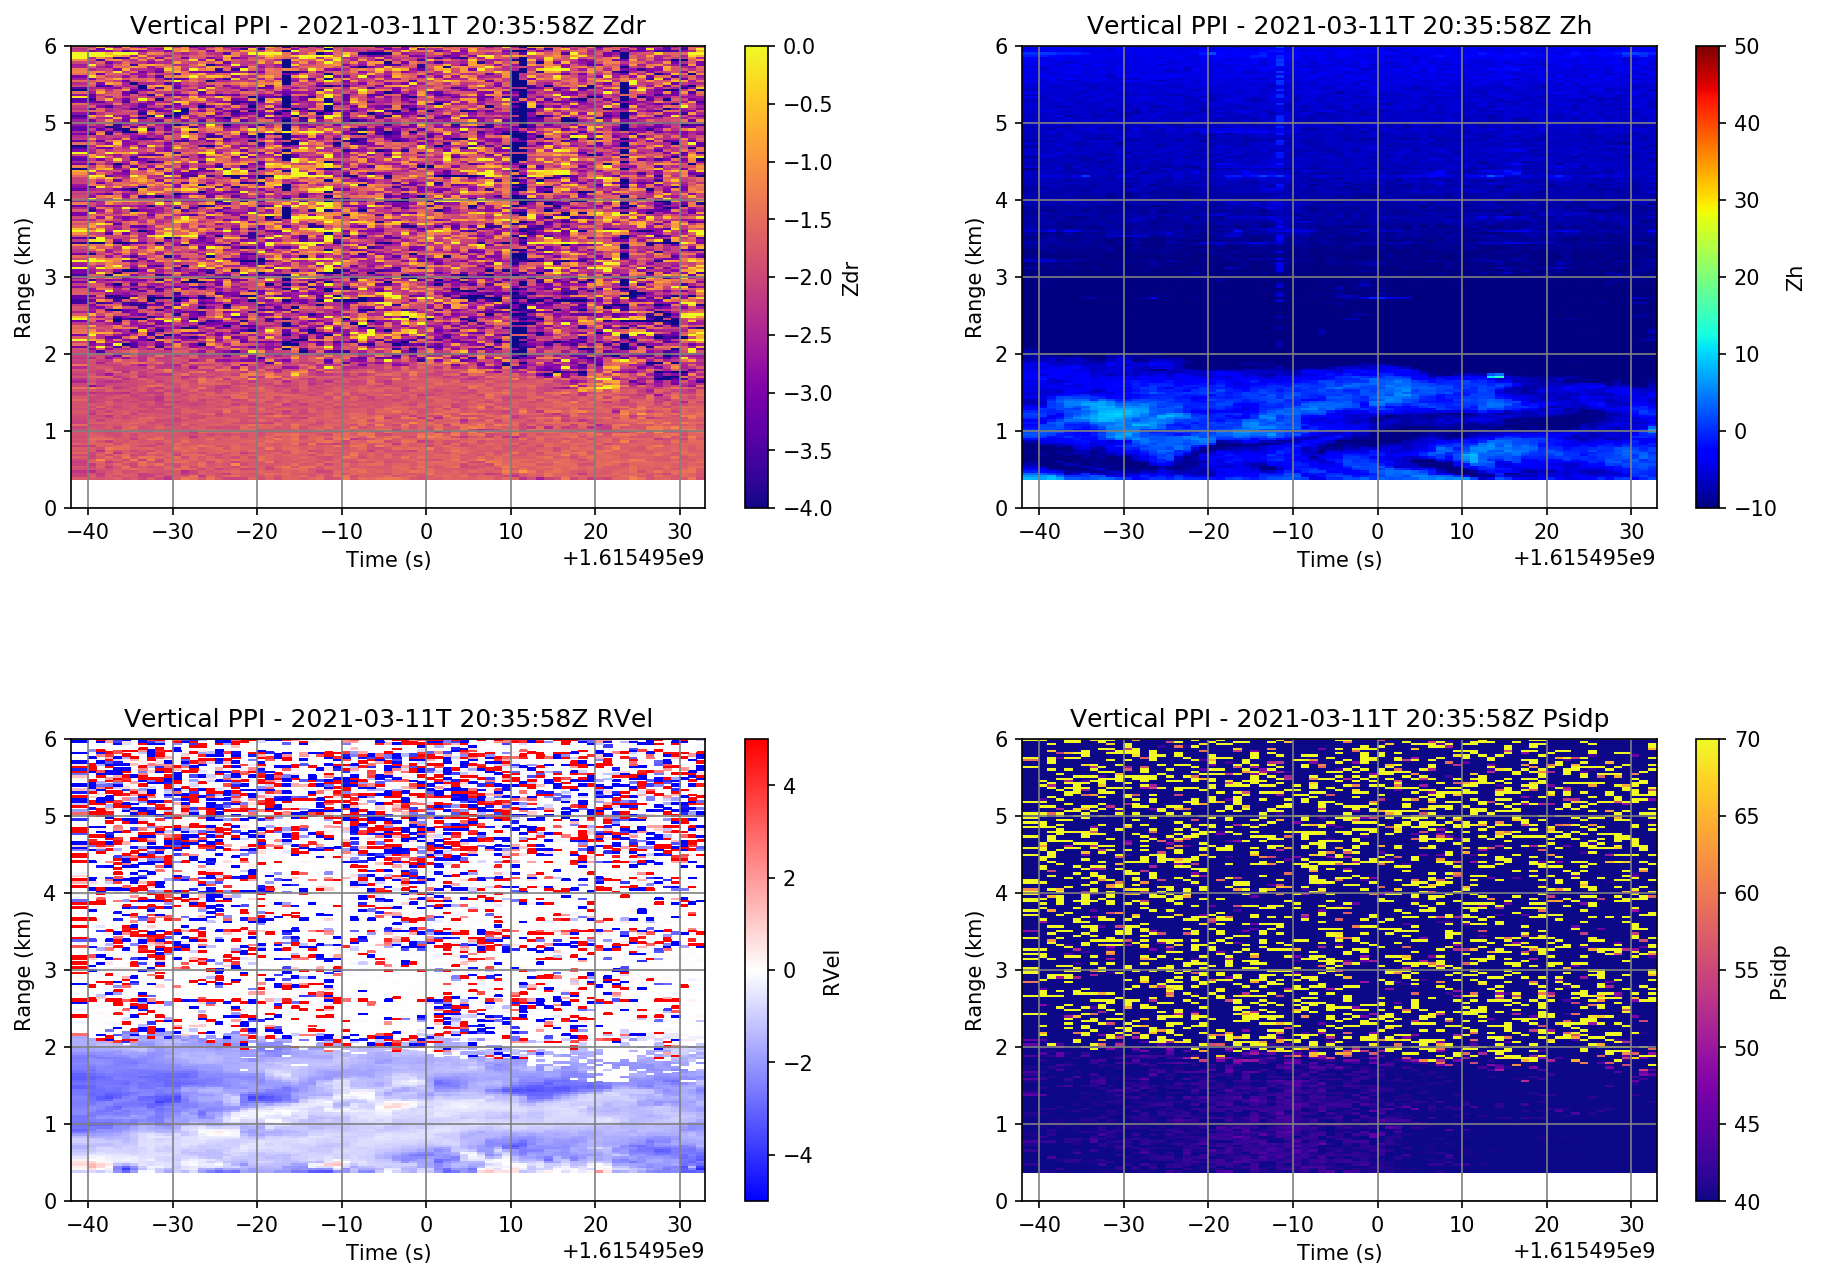 Vertical PPI - 2021-03-11T 20:35:58Z Zdr
6
5
4
3
2
1
0
Range (km)
−40 −30 −20 −10 0 10 20 30
Time (s)
+1.615495e9
0.0
−0.5
−1.0
−1.5
−2.0
−2.5
−3.0
−3.5
−4.0
Zdr
Vertical PPI - 2021-03-11T 20:35:58Z Zh
6
5
4
3
2
1
0
Range (km)
−40 −30 −20 −10 0 10 20 30
Time (s)
+1.615495e9
50
40
30
20
10
0
−10
Zh
Vertical PPI - 2021-03-11T 20:35:58Z RVel
6
5
4
3
2
1
0
Range (km)
−40 −30 −20 −10 0 10 20 30
Time (s)
+1.615495e9
4
2
0
−2
−4
RVel
Vertical PPI - 2021-03-11T 20:35:58Z Psidp
6
5
4
3
2
1
0
Range (km)
−40 −30 −20 −10 0 10 20 30
Time (s)
+1.615495e9
70
65
60
55
50
45
40
Psidp